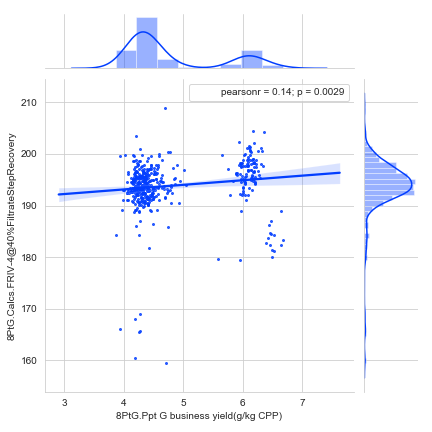 pearsonr = 0.14; p = 0.0029
210
200
190
180
170
160
8PtG.Calcs.FRIV-4@40%FiltrateStepRecovery
3 4 5 6 7
8PtG.Ppt G business yield(g/kg CPP)